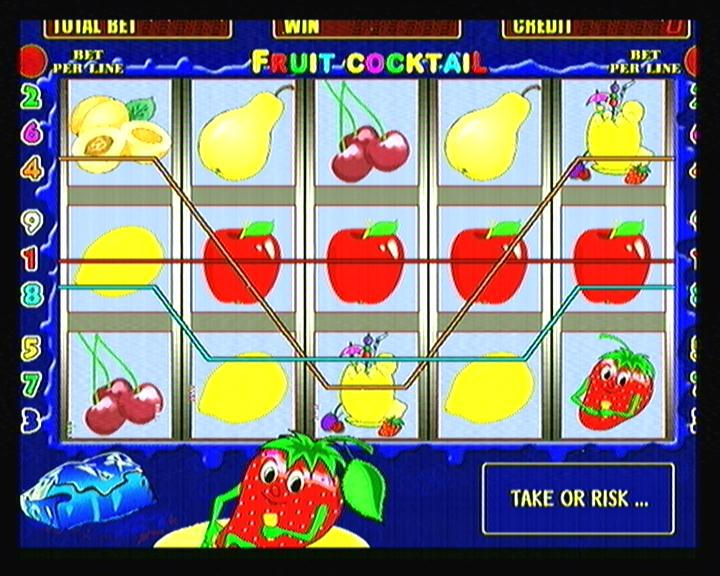 TOTAL BET
WIN
CREDIT
BET
PER LINE
FRUIT COCKTAIL
BET
PER LINE
2
6
4
9
1
8
5
7
3
TAKE OR RISK ...